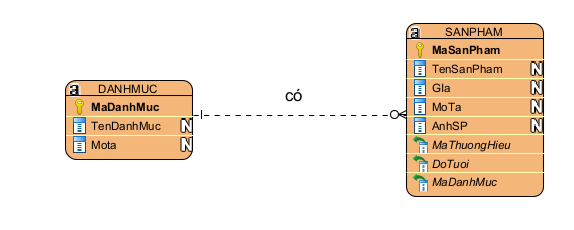 DANHMUC
MaDanhMuc
TenDanhMuc N
Mota N
có
SANPHAM
MaSanPham
TenSanPham N
GIa N
MoTa N
AnhSP N
MaThuongHieu
DoTuoi
MaDanhMuc